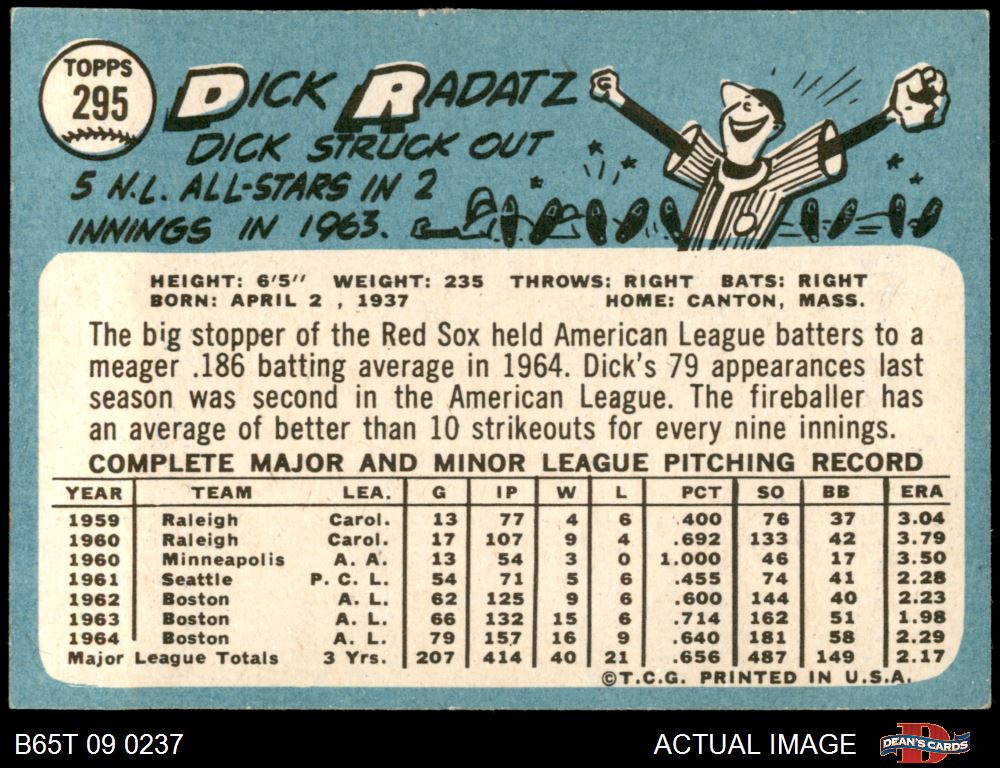 TOPPS
295
DICK RADATZ
DICK STRUCK OUT
5 N.L. ALL-STARS IN 2
INNINGS IN 1963.
HEIGHT: 6'5" WEIGHT: 235 THROWS: RIGHT BATS: RIGHT
BORN: APRIL 2 , 1937 HOME: CANTON, MASS.
The big stopper of the Red Sox held American League batters to a
meager .186 batting average in 1964. Dick's 79 appearances last
season was second in the American League. The fireballer has
an average of better than 10 strikeouts for every nine innings.
COMPLETE MAJOR AND MINOR LEAGUE PITCHING RECORD
YEAR TEAM LEA. G IP W L PCT SO BB ERA
1959 Raleigh Carol. 13 77 4 6 .400 76 37 3.04
1960 Raleigh Carol. 17 107 9 4 .692 133 42 3.79
1960 Minneapolis A. A. 13 54 3 0 1.000 46 17 3.50
1961 Seattle P. C. L. 54 71 5 6 .455 74 41 2.28
1962 Boston A. L. 62 125 9 6 .600 144 40 2.23
1963 Boston A. L. 66 132 15 6 .714 162 51 1.98
1964 Boston A. L. 79 157 16 9 .640 181 58 2.29
Major League Totals 3 Yrs. 207 414 40 21 .656 487 149 2.17
©T.C.G. PRINTED IN U.S.A.
B65T 09 0237 ACTUAL IMAGE DEAN'S CARDS